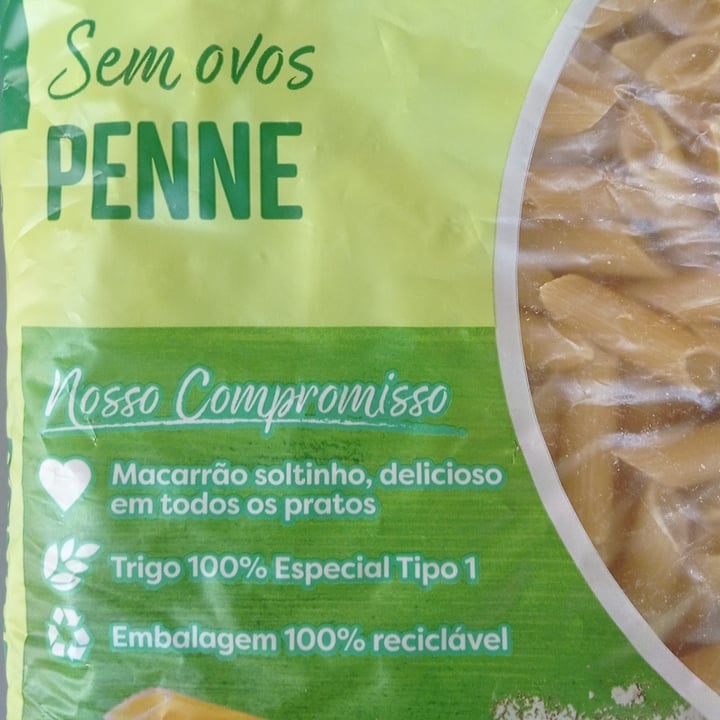 Sem ovos
PENNE
Nosso Compromisso
Macarrão soltinho, delicioso
em todos os pratos
Trigo 100% Especial Tipo 1
Embalagem 100% reciclável